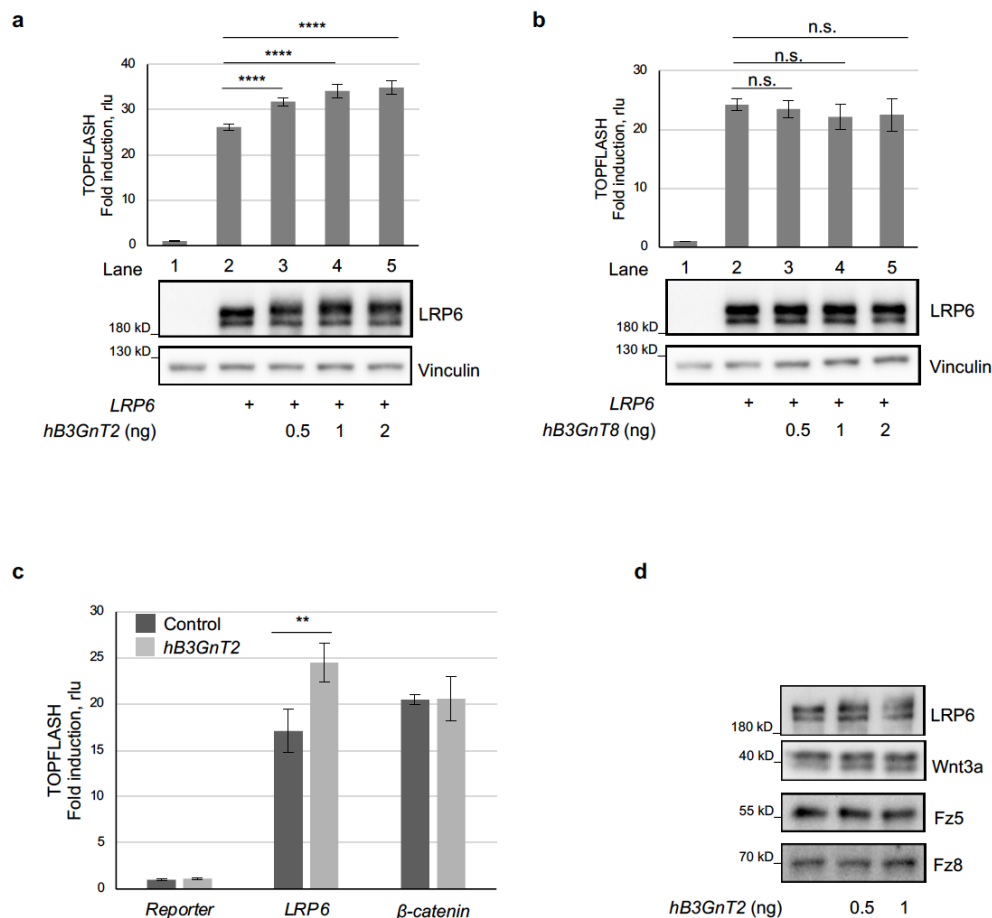 a
****
****
****
40
30
20
10
0
TOPFLASH
Fold induction, rlu
Lane 1 2 3 4 5
LRP6
180 kD
130 kD
Vinculin
LRP6 + + + +
hB3GnT2 (ng) 0.5 1 2
b
n.s.
n.s.
n.s.
30
20
10
0
TOPFLASH
Fold induction, rlu
Lane 1 2 3 4 5
LRP6
180 kD
130 kD
Vinculin
LRP6 + + + +
hB3GnT8 (ng) 0.5 1 2
c
30
25
20
15
10
5
0
TOPFLASH
Fold induction, rlu
Control
hB3GnT2
**
Reporter LRP6 β-catenin
d
LRP6
180 kD
40 kD
Wnt3a
55 kD
Fz5
70 kD
Fz8
hB3GnT2 (ng) 0.5 1